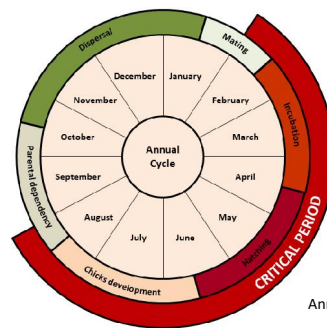 Dispersal
Mating
Incubation
Hatching
Chicks development
Parental dependency
CRITICAL PERIOD
December
January
November
February
October
March
September
April
August
May
July
June
Annual
Cycle